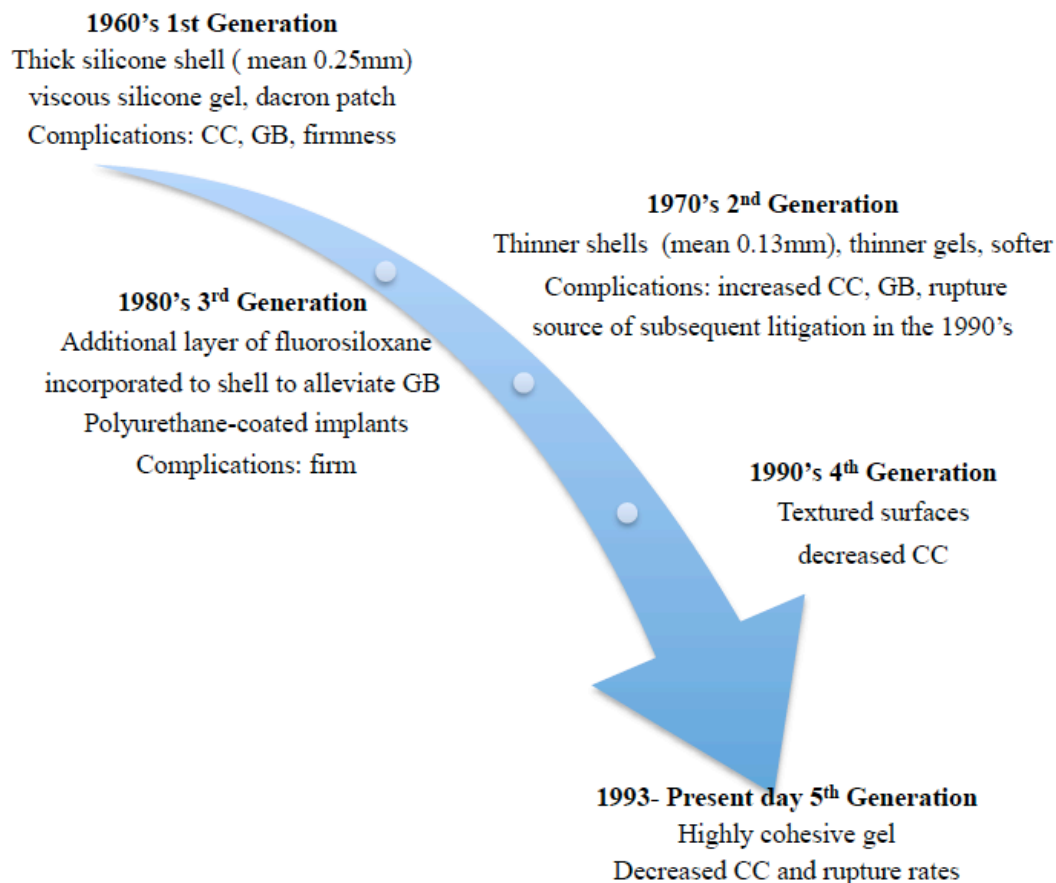 1960’s 1st Generation
Thick silicone shell ( mean 0.25mm)
viscous silicone gel, dacron patch
Complications: CC, GB, firmness
1970’s 2nd Generation
Thinner shells (mean 0.13mm), thinner gels, softer
Complications: increased CC, GB, rupture
source of subsequent litigation in the 1990’s
1980’s 3rd Generation
Additional layer of fluorosiloxane
incorporated to shell to alleviate GB
Polyurethane-coated implants
Complications: firm
1990’s 4th Generation
Textured surfaces
decreased CC
1993- Present day 5th Generation
Highly cohesive gel
Decreased CC and rupture rates